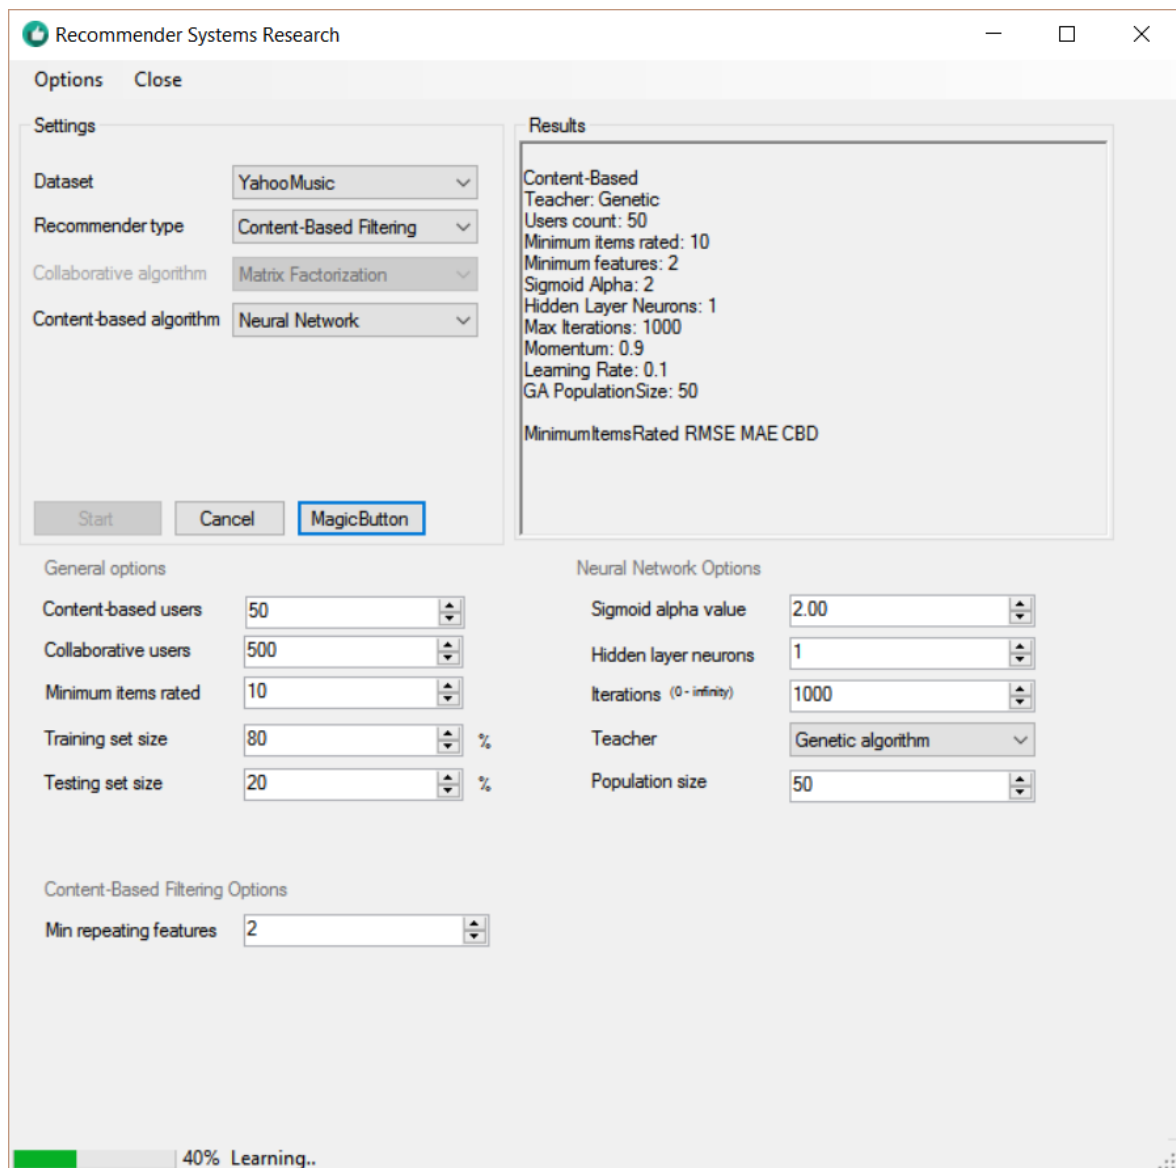 Recommender Systems Research
Options Close
Settings
Dataset YahooMusic
Recommender type Content-Based Filtering
Collaborative algorithm Matrix Factorization
Content-based algorithm Neural Network
Start Cancel MagicButton
Results
Content-Based
Teacher: Genetic
Users count: 50
Minimum items rated: 10
Minimum features: 2
Sigmoid Alpha: 2
Hidden Layer Neurons: 1
Max Iterations: 1000
Momentum: 0.9
Learning Rate: 0.1
GA PopulationSize: 50
MinimumItemsRated RMSE MAE CBD
General options
Content-based users 50
Collaborative users 500
Minimum items rated 10
Training set size 80 %
Testing set size 20 %
Neural Network Options
Sigmoid alpha value 2.00
Hidden layer neurons 1
Iterations (0 - infinity) 1000
Teacher Genetic algorithm
Population size 50
Content-Based Filtering Options
Min repeating features 2
40% Learning..